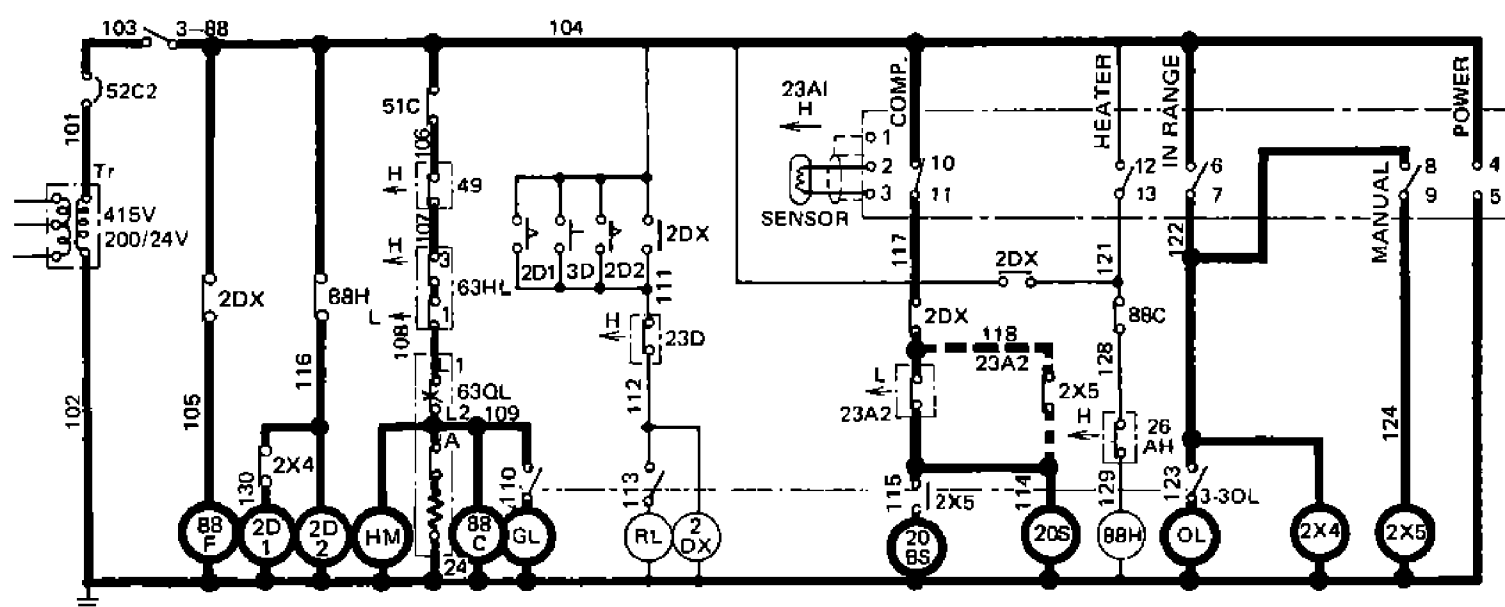 103
3-88
104
52C2
101
Tr
415V
200/24V
102
105
2DX
88H
116
130
2X4
51C
106
H
49
107
H
3
63HL
L
1
108
L1
63QL
L2
109
A
110
24
2D1
3D
2D2
2DX
111
H
23D
112
113
23AI
H
1
2
3
SENSOR
COMP.
10
11
117
2DX
118
23A2
L
23A2
2X5
115
2X5
114
HEATER
12
13
2DX
121
88C
128
H
26
AH
129
IN RANGE
6
7
122
123
3-3OL
MANUAL
8
9
124
POWER
4
5
88
F
2D
1
2D
2
HM
88
C
GL
RL
2
DX
20
BS
20S
88H
OL
2X4
2X5